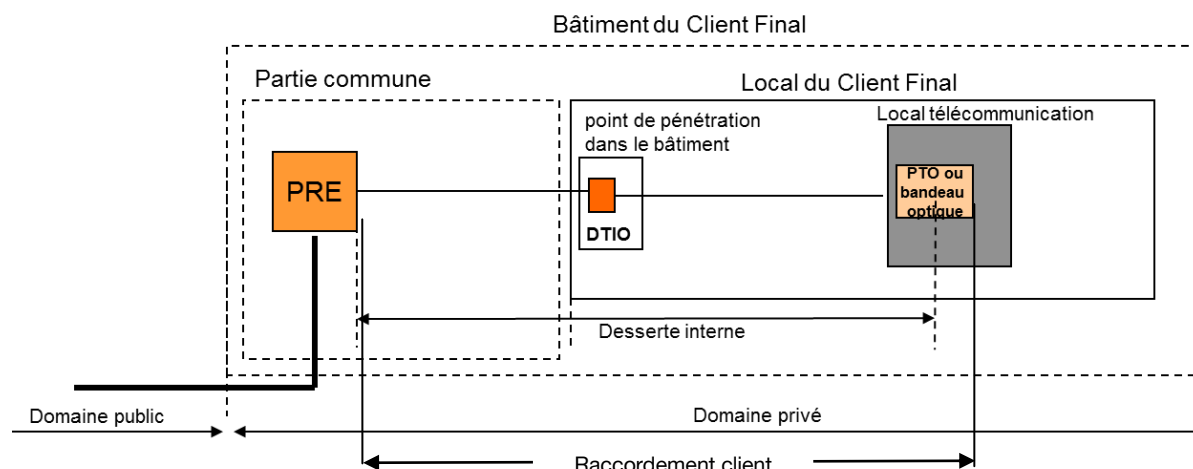 Bâtiment du Client Final
Partie commune
Local du Client Final
point de pénétration
dans le bâtiment
Local télécommunication
PRE
PTO ou
bandeau
optique
DTIO
Desserte interne
Domaine public
Domaine privé
Raccordement client